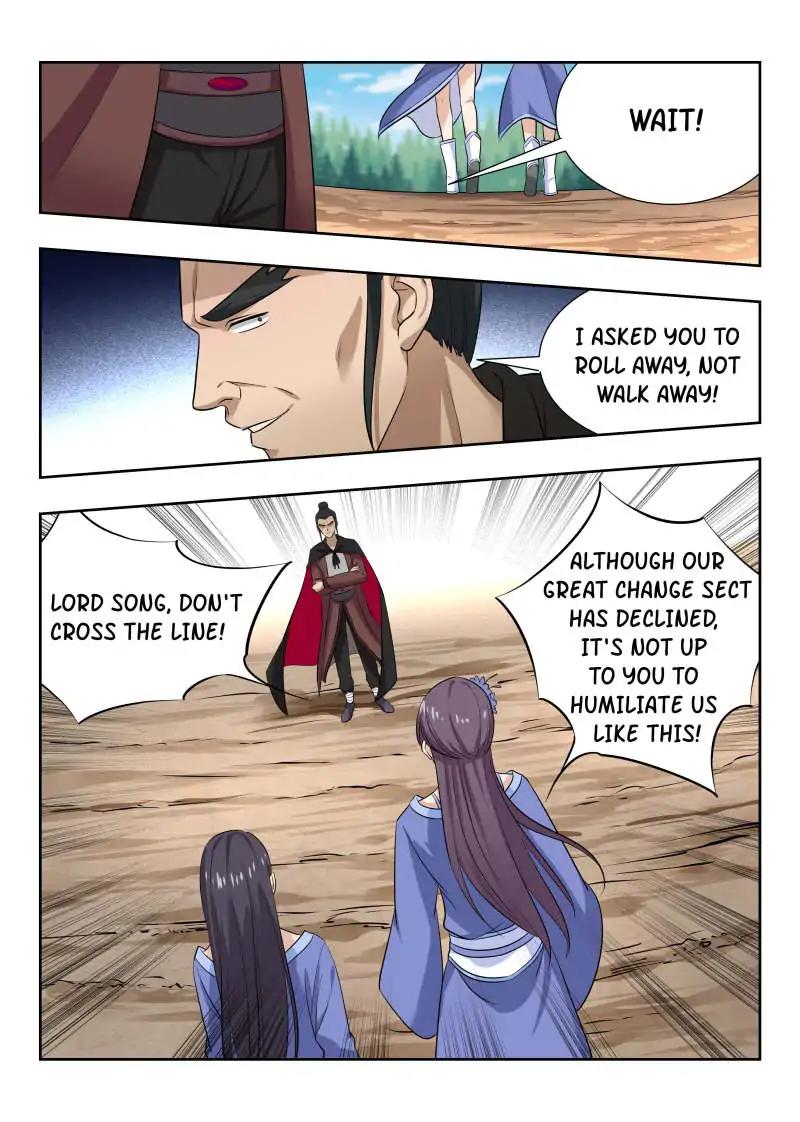 WAIT!
I ASKED YOU TO
ROLL AWAY, NOT
WALK AWAY!
LORD SONG, DON'T
CROSS THE LINE!
ALTHOUGH OUR
GREAT CHANGE SECT
HAS DECLINED,
IT'S NOT UP
TO YOU TO
HUMILIATE US
LIKE THIS!